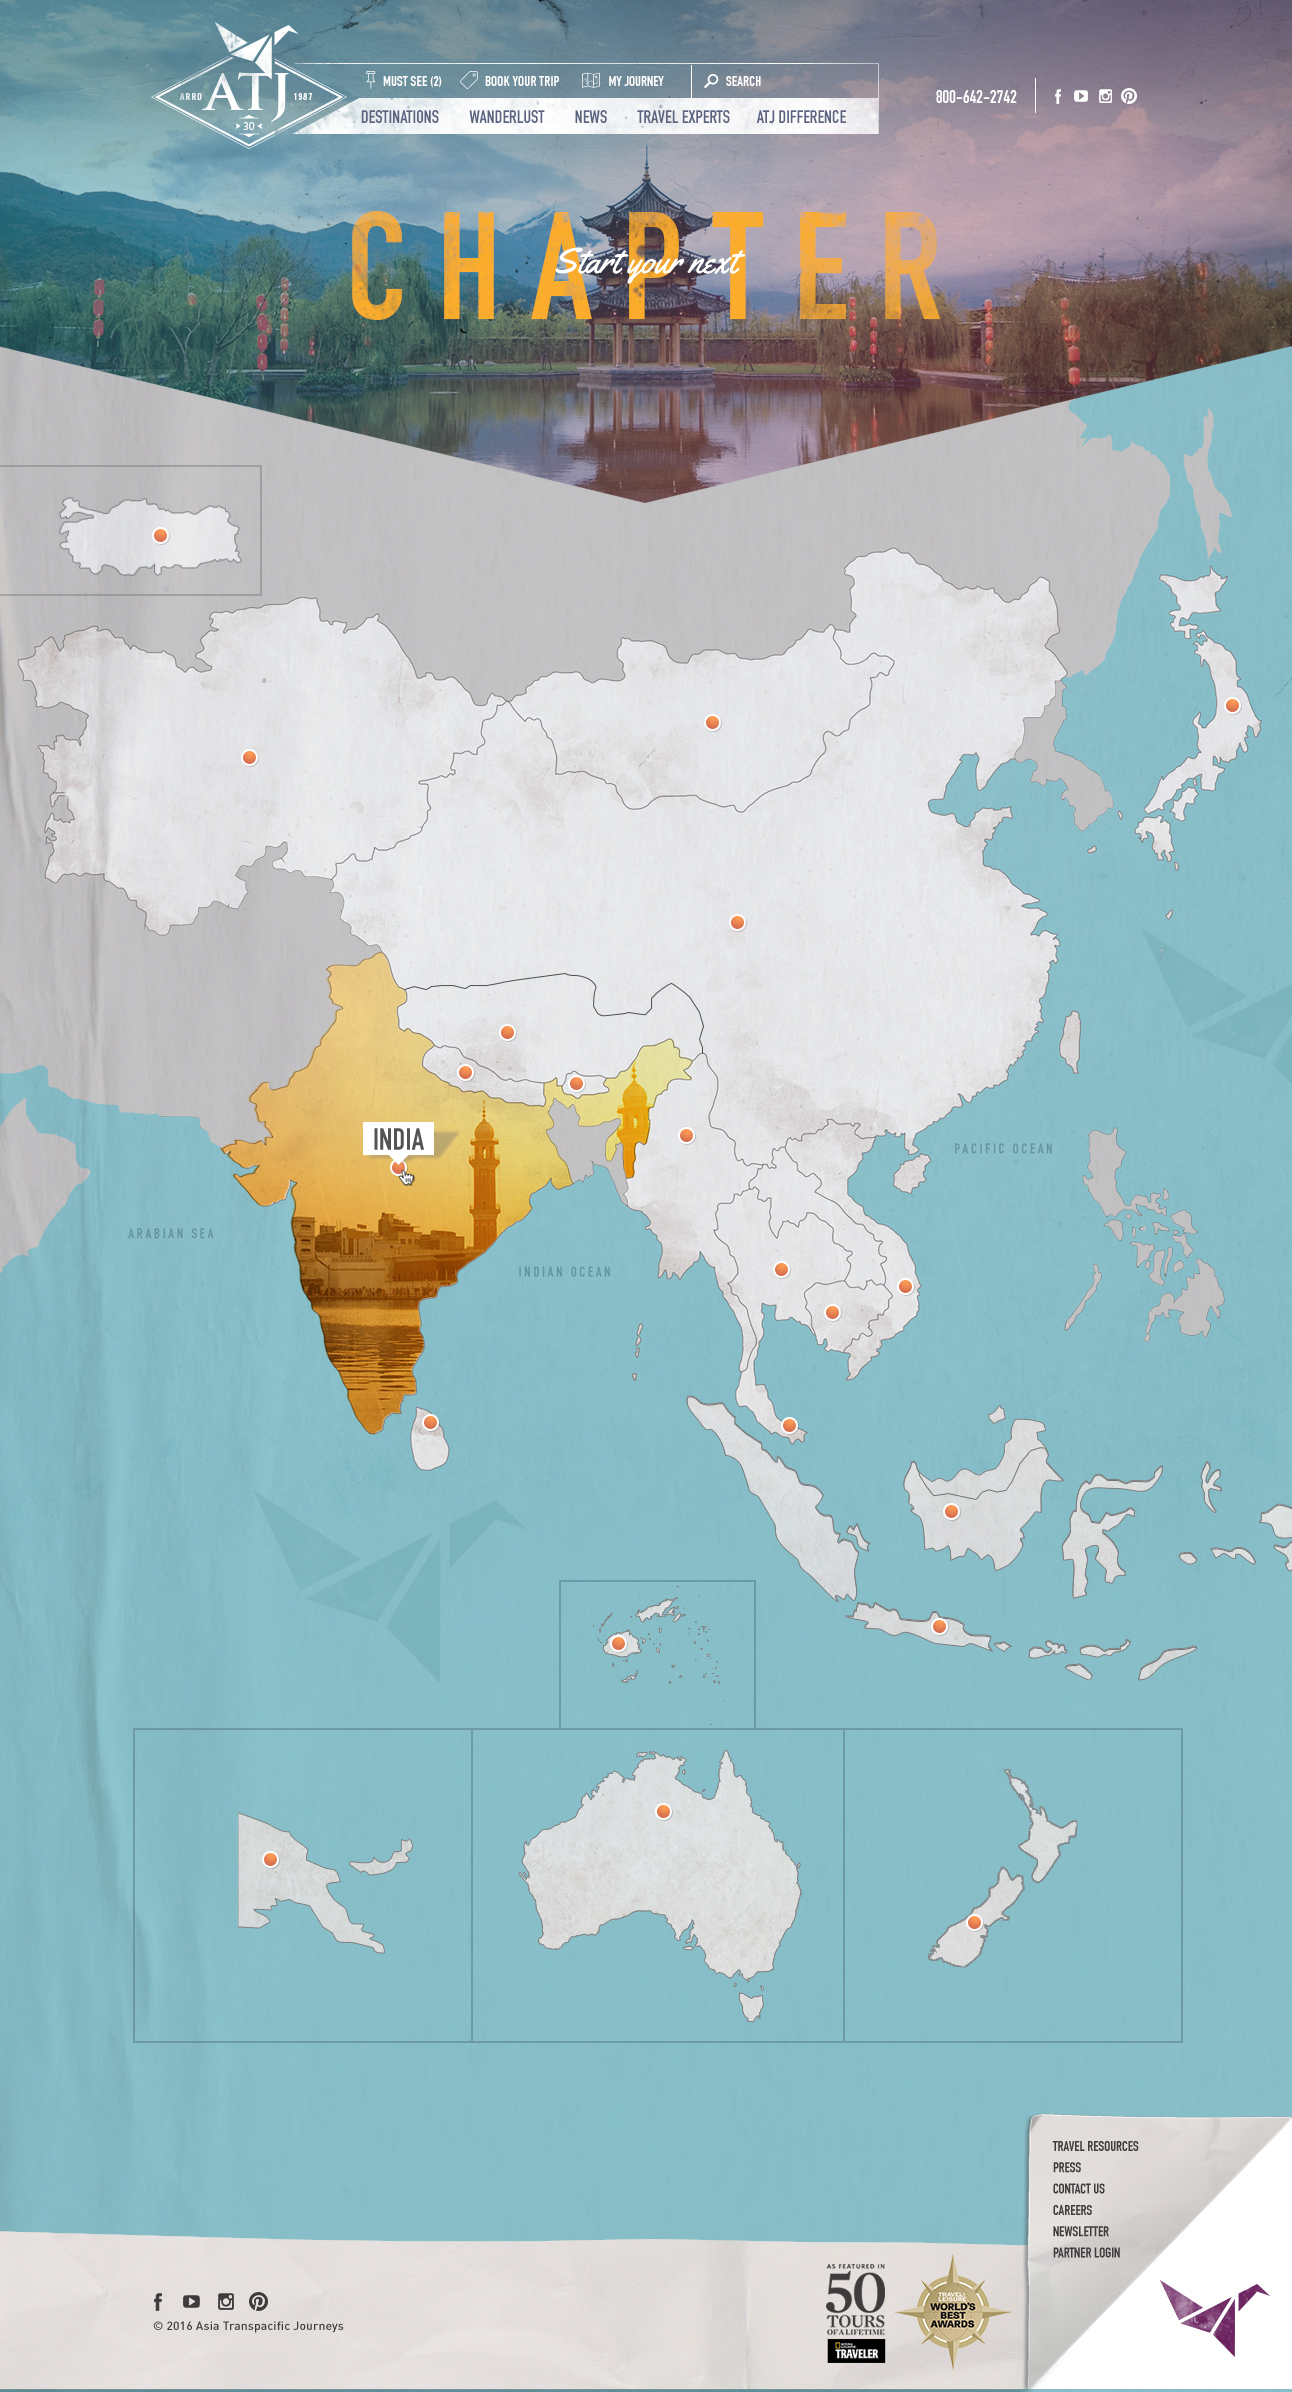 ATJ
ARRD
1987
30
MUST SEE (2)
BOOK YOUR TRIP
MY JOURNEY
SEARCH
DESTINATIONS
WANDERLUST
NEWS
TRAVEL EXPERTS
ATJ DIFFERENCE
800-642-2742
CHAPTER
Start your next
INDIA
PACIFIC OCEAN
ARABIAN SEA
INDIAN OCEAN
TRAVEL RESOURCES
PRESS
CONTACT US
CAREERS
NEWSLETTER
PARTNER LOGIN
AS FEATURED IN
50
TOURS
OF A LIFETIME
NATIONAL GEOGRAPHIC
TRAVELER
TRAVEL+
LEISURE
WORLD'S
BEST
AWARDS
© 2016 Asia Transpacific Journeys